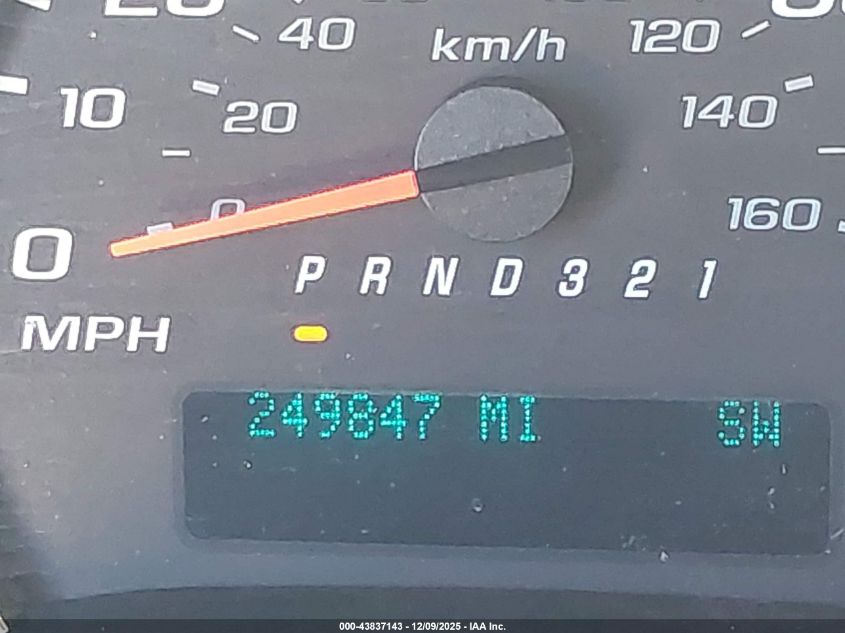 40 km/h 120
10 20 140
0 0 160
P R N D 3 2 1
MPH
249847 MI SW
000-43837143 - 12/09/2025 - IAA Inc.